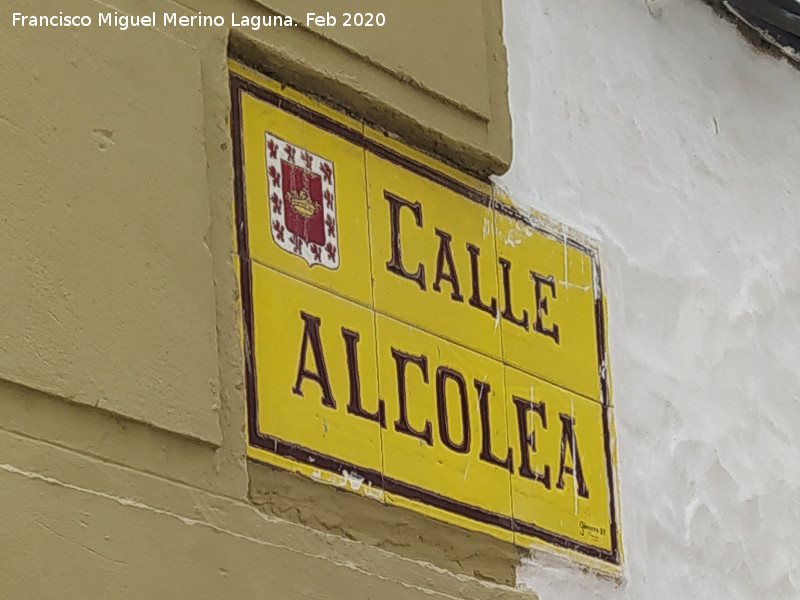 Francisco Miguel Merino Laguna. Feb 2020
CALLE
ALCOLEA